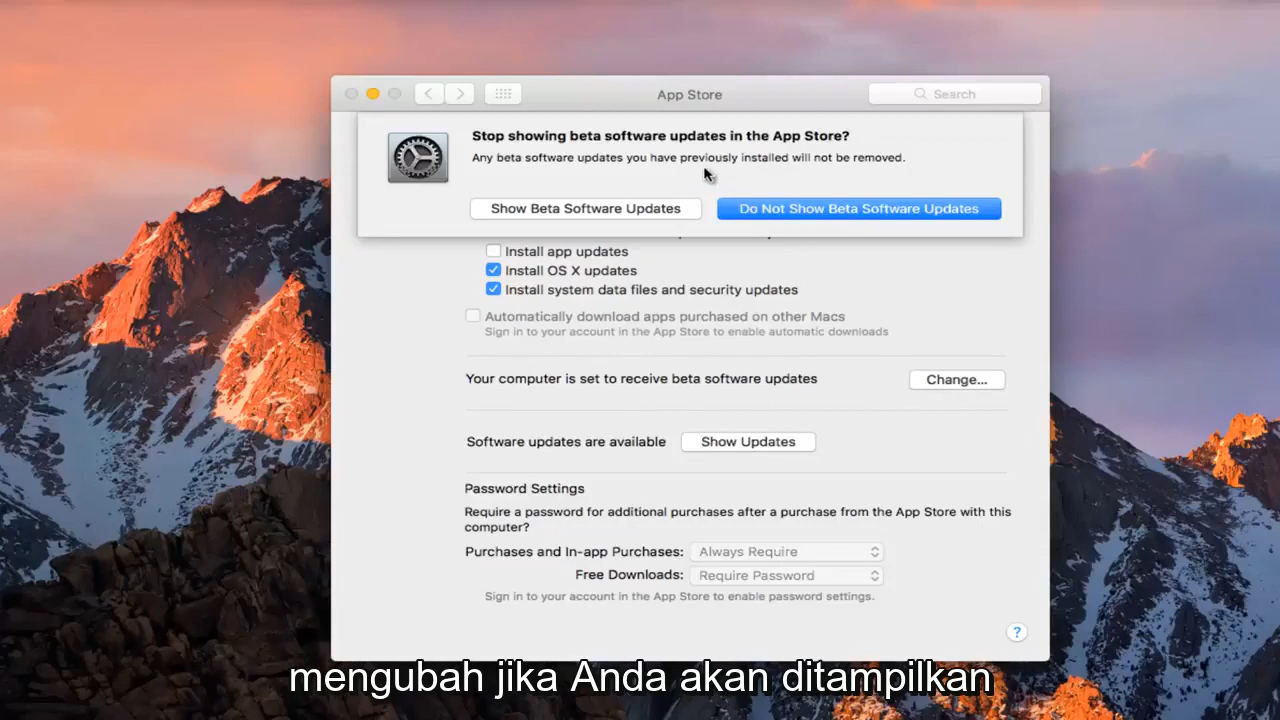 App Store
Search
Stop showing beta software updates in the App Store?
Any beta software updates you have previously installed will not be removed.
Show Beta Software Updates
Do Not Show Beta Software Updates
Install app updates
Install OS X updates
Install system data files and security updates
Automatically download apps purchased on other Macs
Sign in to your account in the App Store to enable automatic downloads
Your computer is set to receive beta software updates
Change...
Software updates are available
Show Updates
Password Settings
Require a password for additional purchases after a purchase from the App Store with this
computer?
Purchases and In-app Purchases: Always Require
Free Downloads: Require Password
Sign in to your account in the App Store to enable password settings.
?
mengubah jika Anda akan ditampilkan